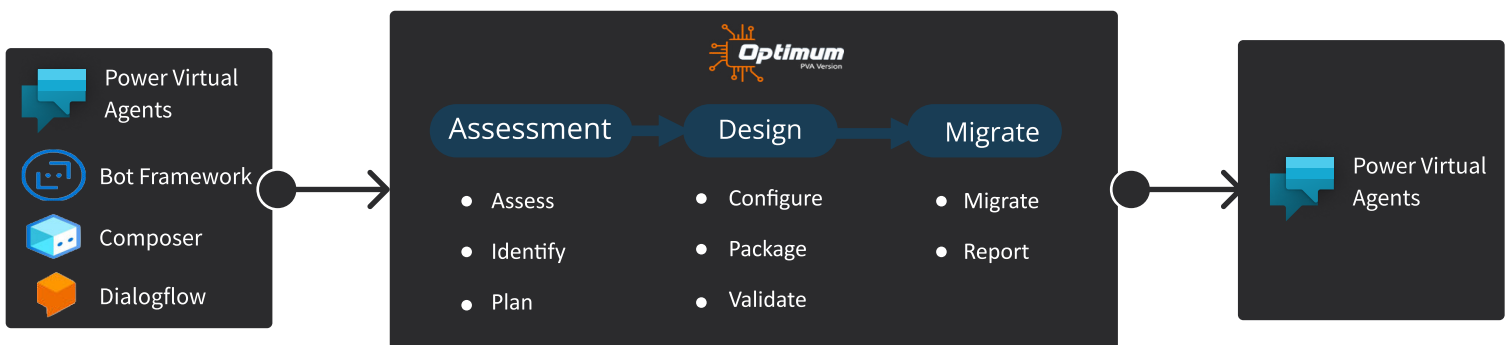 Power Virtual
Agents
Bot Framework
Composer
Dialogflow
Optimum
PVA Version
Assessment
Design
Migrate
Assess
Identify
Plan
Configure
Package
Validate
Migrate
Report
Power Virtual
Agents